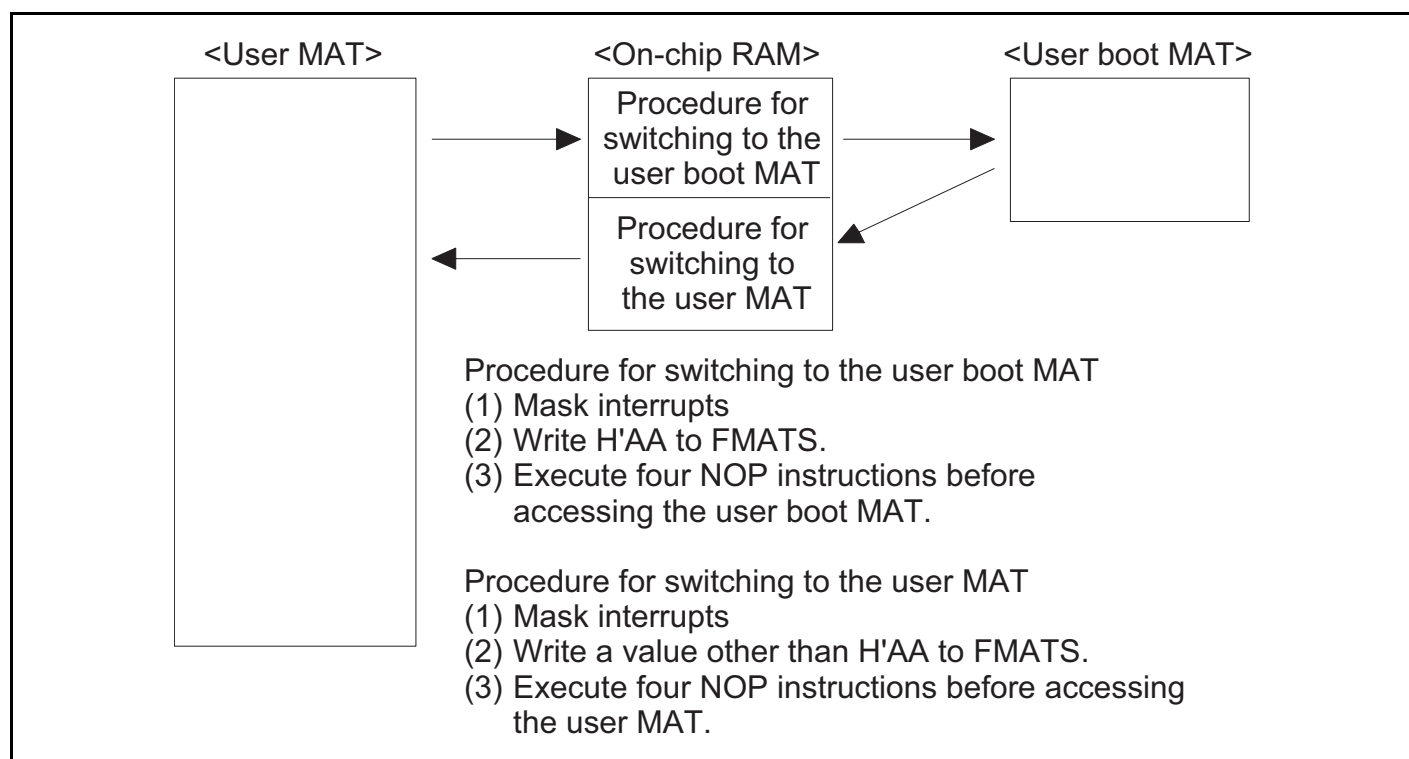 <User MAT>
<On-chip RAM>
<User boot MAT>
Procedure for
switching to the
user boot MAT
Procedure for
switching to
the user MAT
Procedure for switching to the user boot MAT
(1) Mask interrupts
(2) Write H'AA to FMATS.
(3) Execute four NOP instructions before
accessing the user boot MAT.
Procedure for switching to the user MAT
(1) Mask interrupts
(2) Write a value other than H'AA to FMATS.
(3) Execute four NOP instructions before accessing
the user MAT.